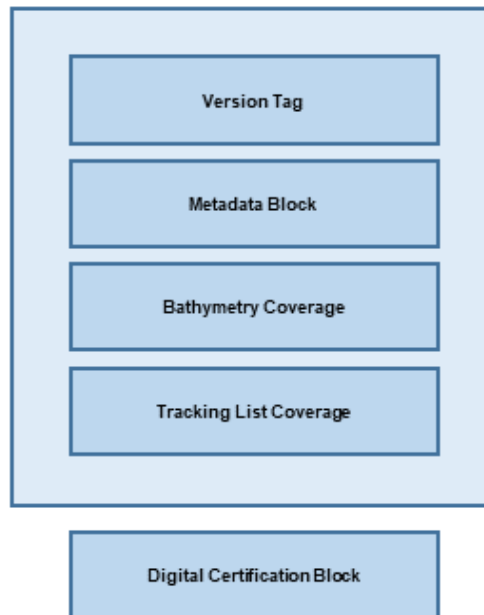 Version Tag
Metadata Block
Bathymetry Coverage
Tracking List Coverage
Digital Certification Block